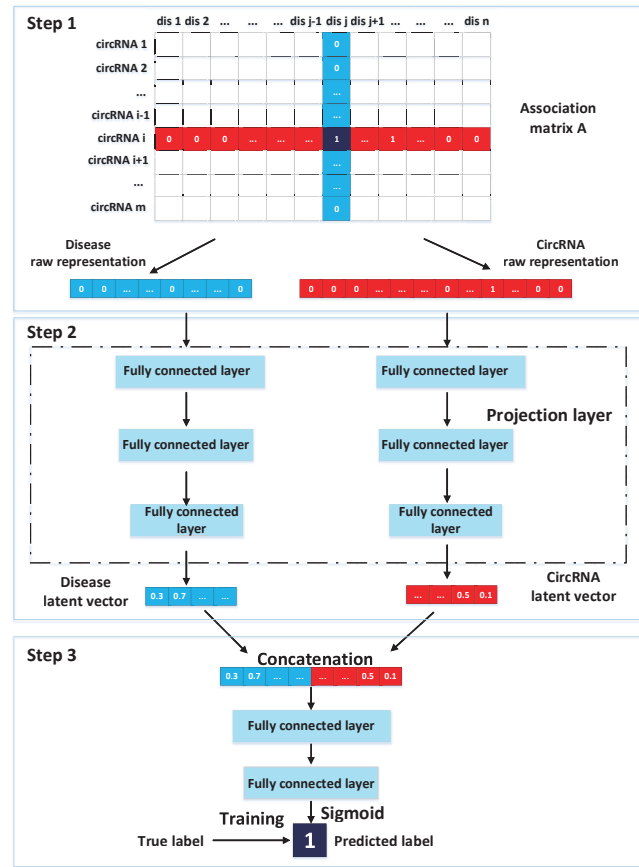 Step 1
dis 1 dis 2 ... ... ... dis j-1 dis j dis j+1 ... ... ... dis n
circRNA 1 0
circRNA 2 0
... ...
circRNA i-1 ...
circRNA i 0 0 0 ... ... ... 1 ... 1 ... 0 0
circRNA i+1 ...
... ...
circRNA m 0
Association
matrix A
Disease
raw representation
CircRNA
raw representation
0 0 ... ... 0 ... ... 0
0 0 0 ... ... ... 0 ... 1 ... 0 0
Step 2
Fully connected layer
Fully connected layer
Projection layer
Fully connected layer
Fully connected layer
Fully connected
layer
Fully connected
layer
Disease
latent vector
0.3 0.7 ... ...
... ... 0.5 0.1
CircRNA
latent vector
Step 3
Concatenation
0.3 0.7 ... ... ... ... 0.5 0.1
Fully connected layer
Fully connected layer
Training
Sigmoid
True label
1
Predicted label